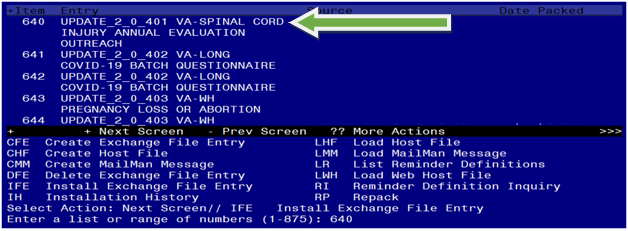 +Item   Entry                          Source                     Date Packed
640   UPDATE_2_0_401 VA-SPINAL CORD
INJURY ANNUAL EVALUATION
OUTREACH
641   UPDATE_2_0_402 VA-LONG
COVID-19 BATCH QUESTIONNAIRE
642   UPDATE_2_0_402 VA-LONG
COVID-19 BATCH QUESTIONNAIRE
643   UPDATE_2_0_403 VA-WH
PREGNANCY LOSS OR ABORTION
644   UPDATE_2_0_403 VA-WH
+          + Next Screen   - Prev Screen   ?? More Actions                >>>
CFE  Create Exchange File Entry          LHF  Load Host File
CHF  Create Host File                    LMM  Load MailMan Message
CMM  Create MailMan Message              LR   List Reminder Definitions
DFE  Delete Exchange File Entry          LWH  Load Web Host File
IFE  Install Exchange File Entry         RI   Reminder Definition Inquiry
IH   Installation History                RP   Repack
Select Action: Next Screen// IFE   Install Exchange File Entry
Enter a list or range of numbers (1-875): 640